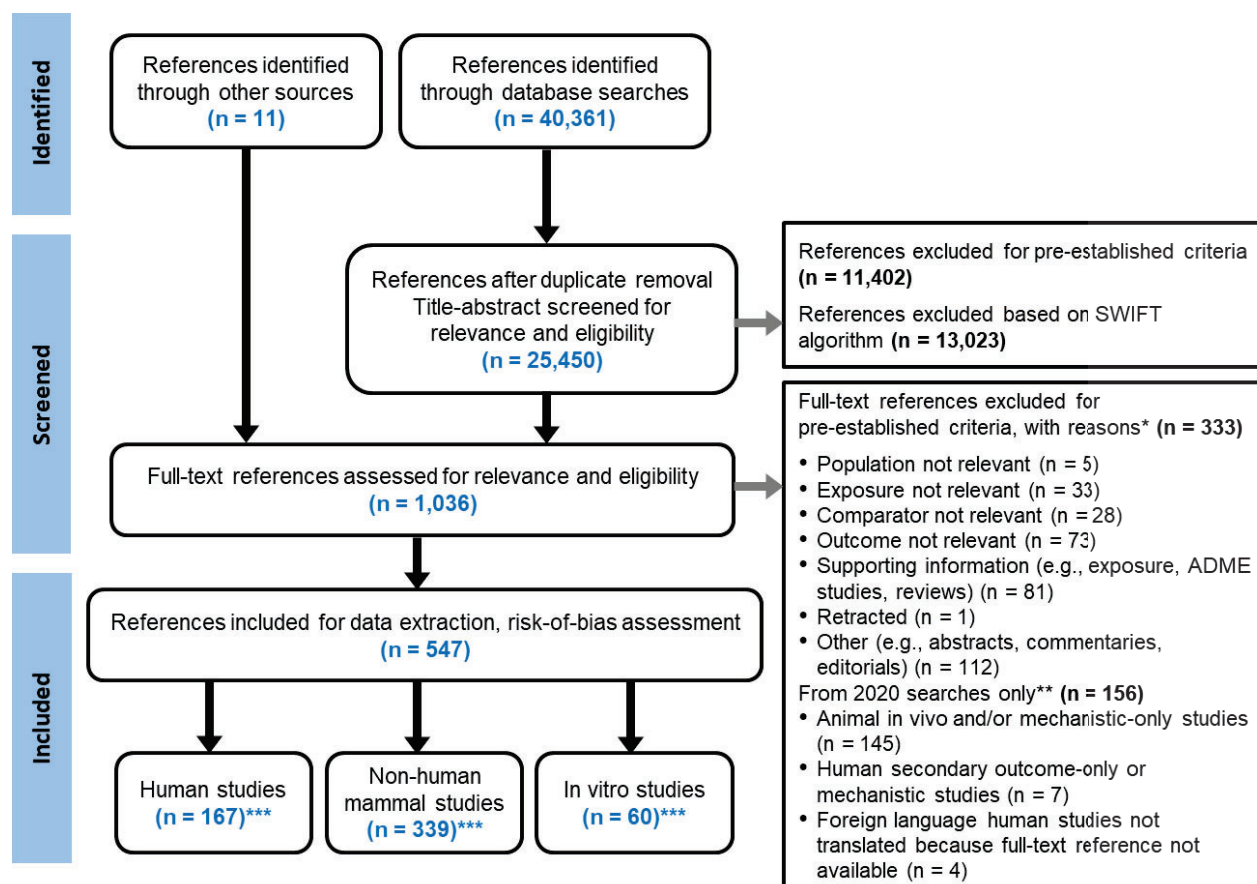 Identified
References identified
through other sources
(n = 11)
References identified
through database searches
(n = 40,361)
Screened
References after duplicate removal
Title-abstract screened for
relevance and eligibility
(n = 25,450)
References excluded for pre-established criteria
(n = 11,402)
References excluded based on SWIFT
algorithm (n = 13,023)
Full-text references assessed for relevance and eligibility
(n = 1,036)
Full-text references excluded for
pre-established criteria, with reasons* (n = 333)
• Population not relevant (n = 5)
• Exposure not relevant (n = 33)
• Comparator not relevant (n = 28)
• Outcome not relevant (n = 73)
• Supporting information (e.g., exposure, ADME
studies, reviews) (n = 81)
• Retracted (n = 1)
• Other (e.g., abstracts, commentaries,
editorials) (n = 112)
From 2020 searches only** (n = 156)
• Animal in vivo and/or mechanistic-only studies
(n = 145)
• Human secondary outcome-only or
mechanistic studies (n = 7)
• Foreign language human studies not
translated because full-text reference not
available (n = 4)
Included
References included for data extraction, risk-of-bias assessment
(n = 547)
Human studies
(n = 167)***
Non-human
mammal studies
(n = 339)***
In vitro studies
(n = 60)***